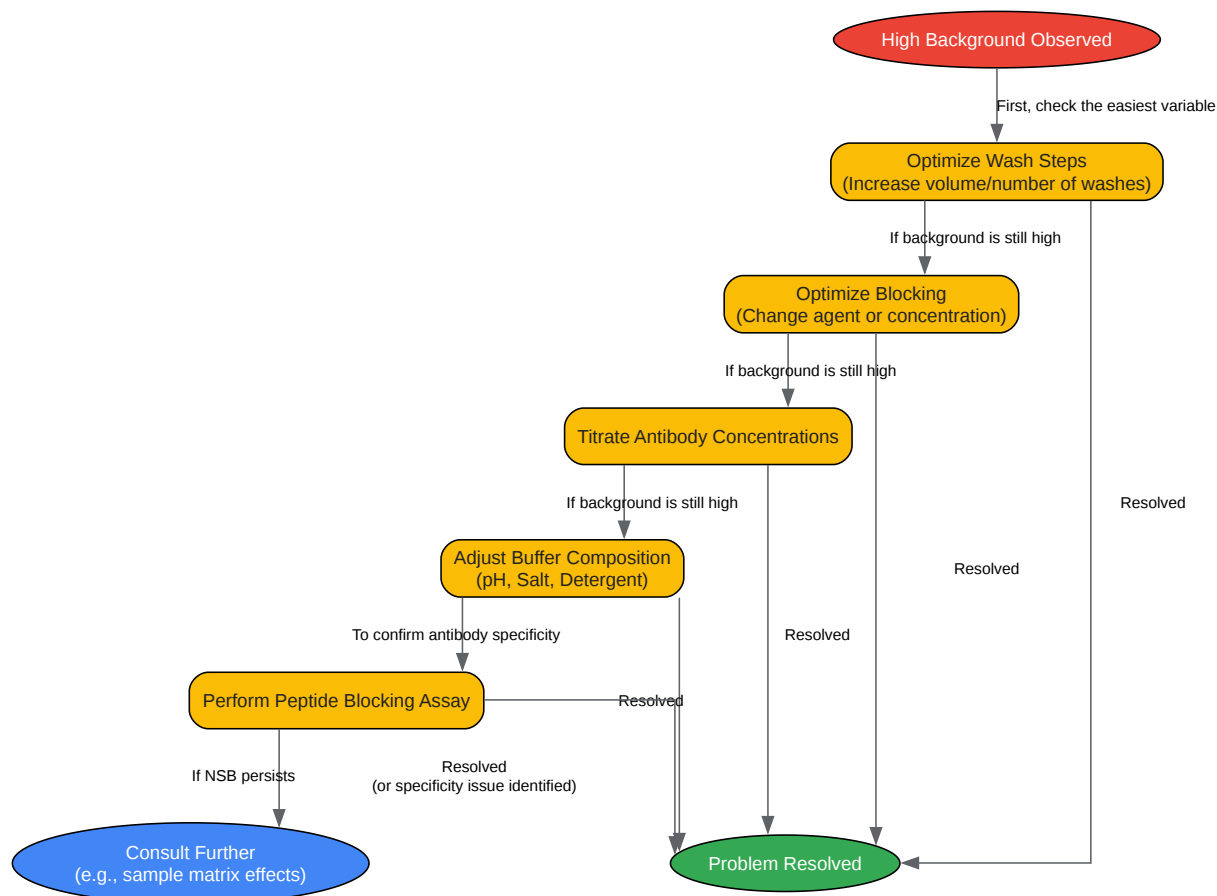 High Background Observed
First, check the easiest variable
Optimize Wash Steps
(Increase volume/number of washes)
If background is still high
Optimize Blocking
(Change agent or concentration)
If background is still high
Titrate Antibody Concentrations
If background is still high
Resolved
Adjust Buffer Composition
(pH, Salt, Detergent)
Resolved
To confirm antibody specificity
Resolved
Perform Peptide Blocking Assay
Resolved
If NSB persists
Resolved
(or specificity issue identified)
Consult Further
(e.g., sample matrix effects)
Problem Resolved